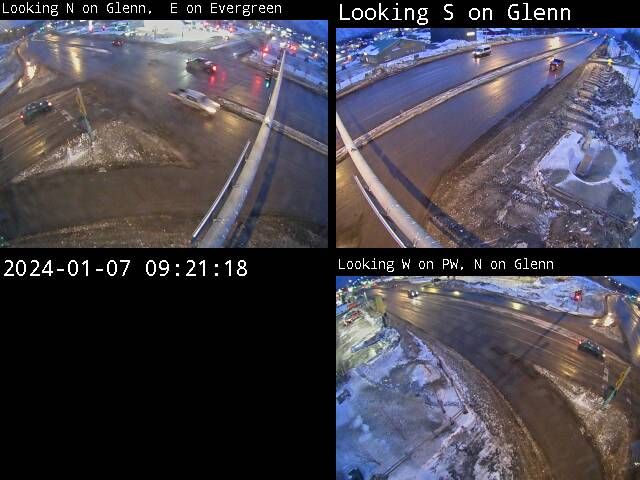 Looking N on Glenn, E on Evergreen
Looking S on Glenn
2024-01-07 09:21:18
Looking W on PW, N on Glenn